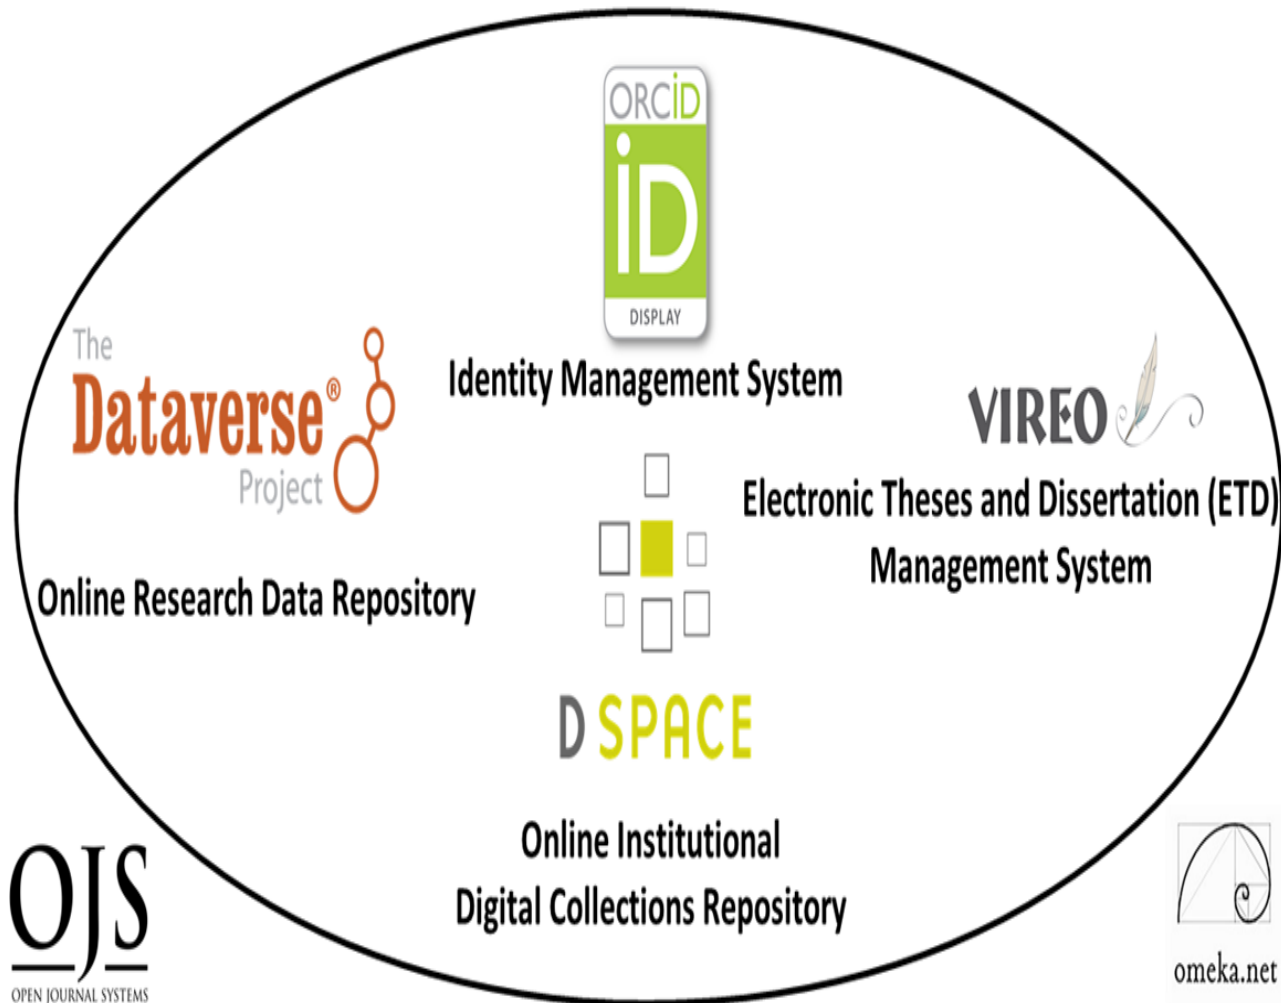 ORCiD
iD
DISPLAY
Identity Management System
The
Dataverse®
Project
Online Research Data Repository
VIREO
Electronic Theses and Dissertation (ETD)
Management System
D SPACE
Online Institutional
Digital Collections Repository
OJS
OPEN JOURNAL SYSTEMS
omeka.net